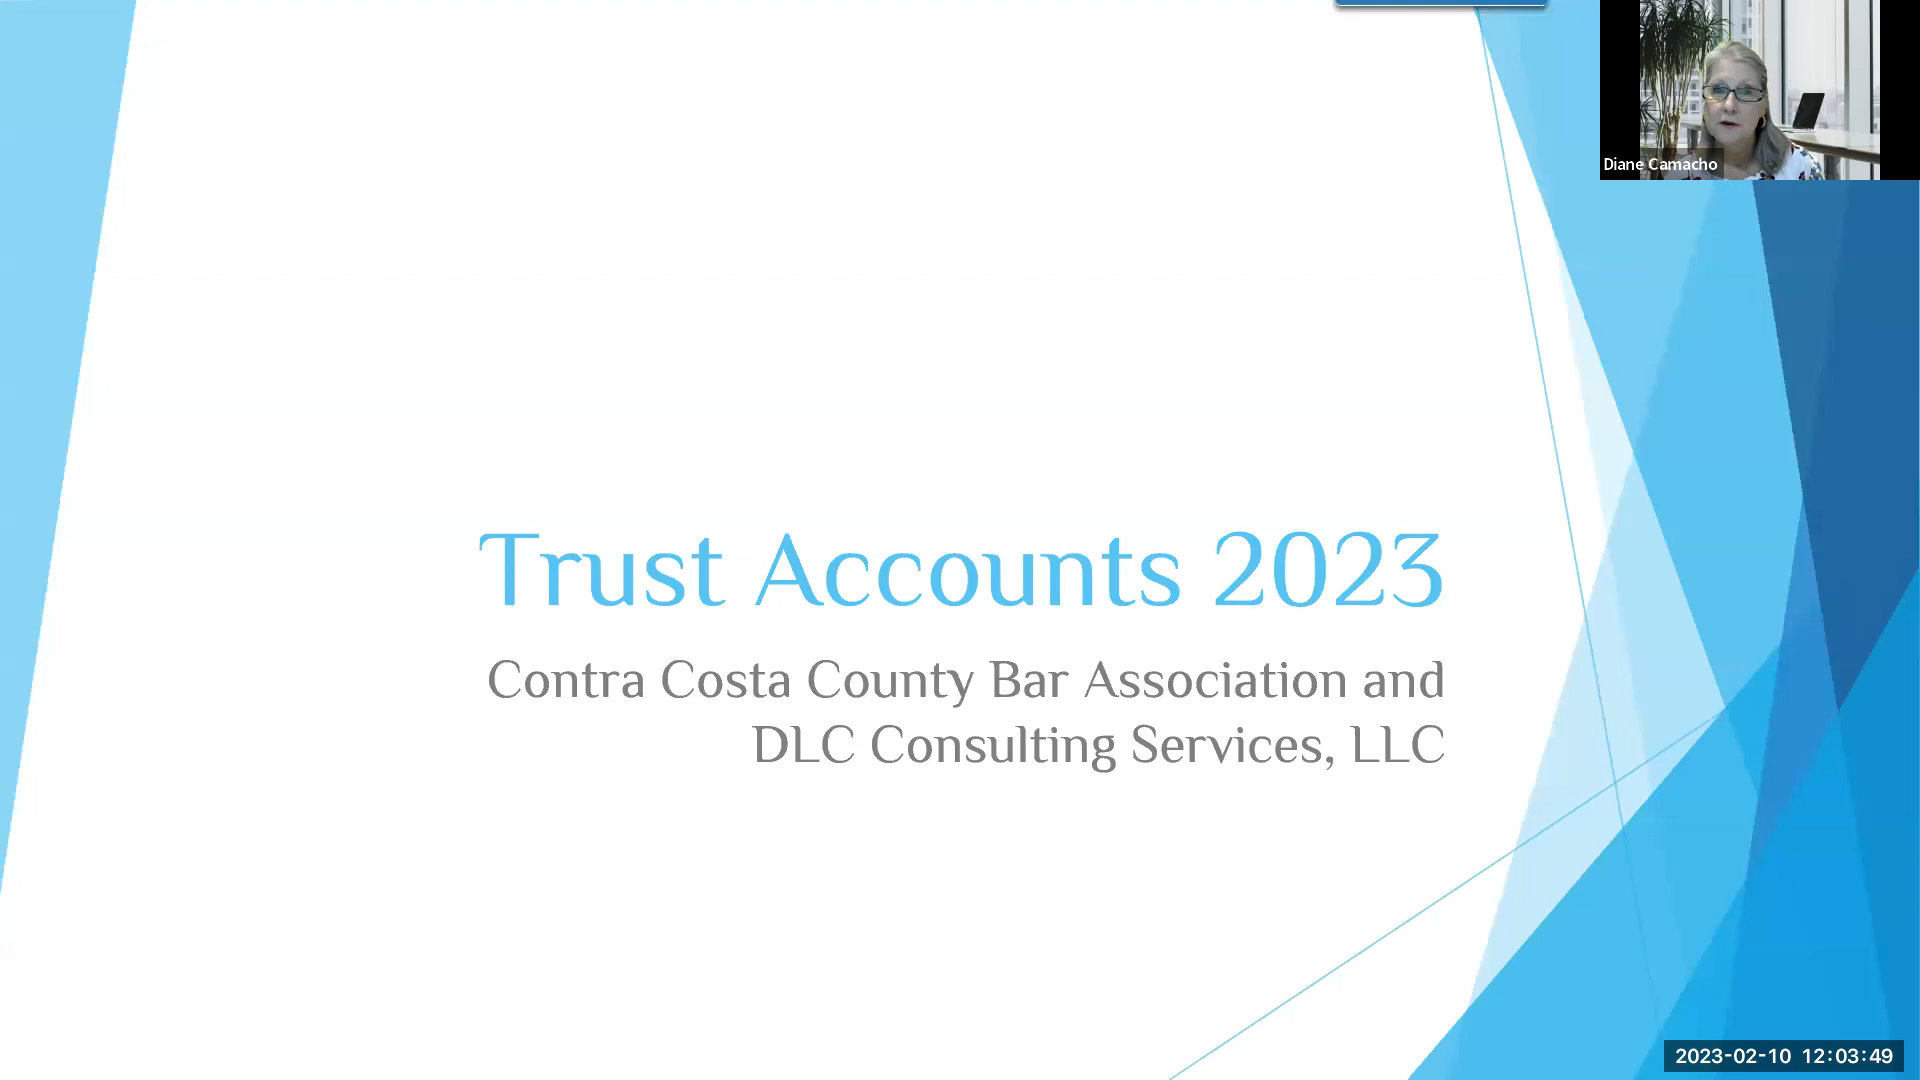 Diane Camacho
Trust Accounts 2023
Contra Costa County Bar Association and
DLC Consulting Services, LLC
2023-02-10 12:03:49